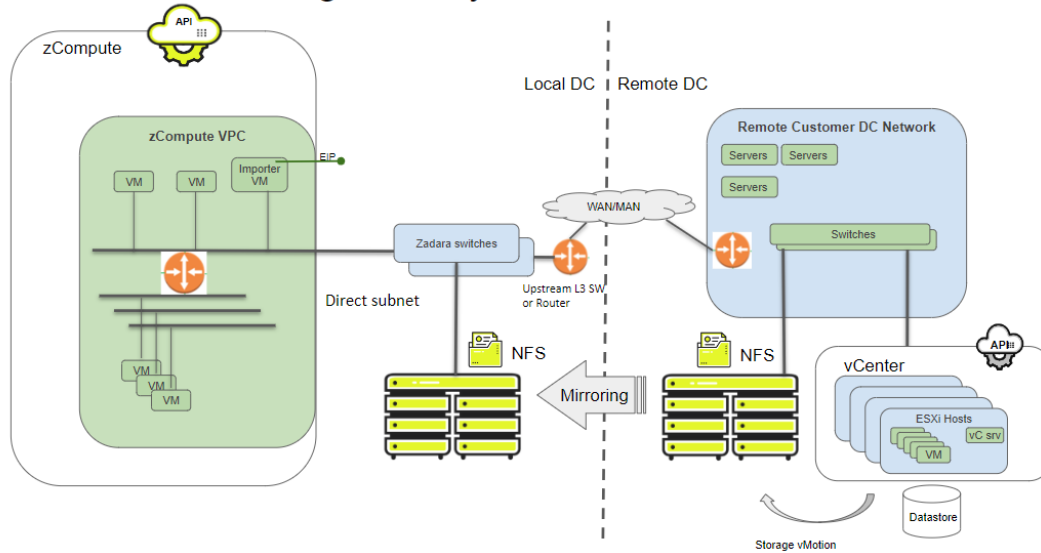 API
zCompute
Local DC
Remote DC
zCompute VPC
Remote Customer DC Network
EIP
Importer
VM
VM
VM
Servers
Servers
Servers
WAN/MAN
Zadara switches
Switches
Upstream L3 SW
or Router
Direct subnet
NFS
NFS
API
vCenter
VM
VM
VM
Mirroring
ESXi Hosts
vC srv
VM
Datastore
Storage vMotion